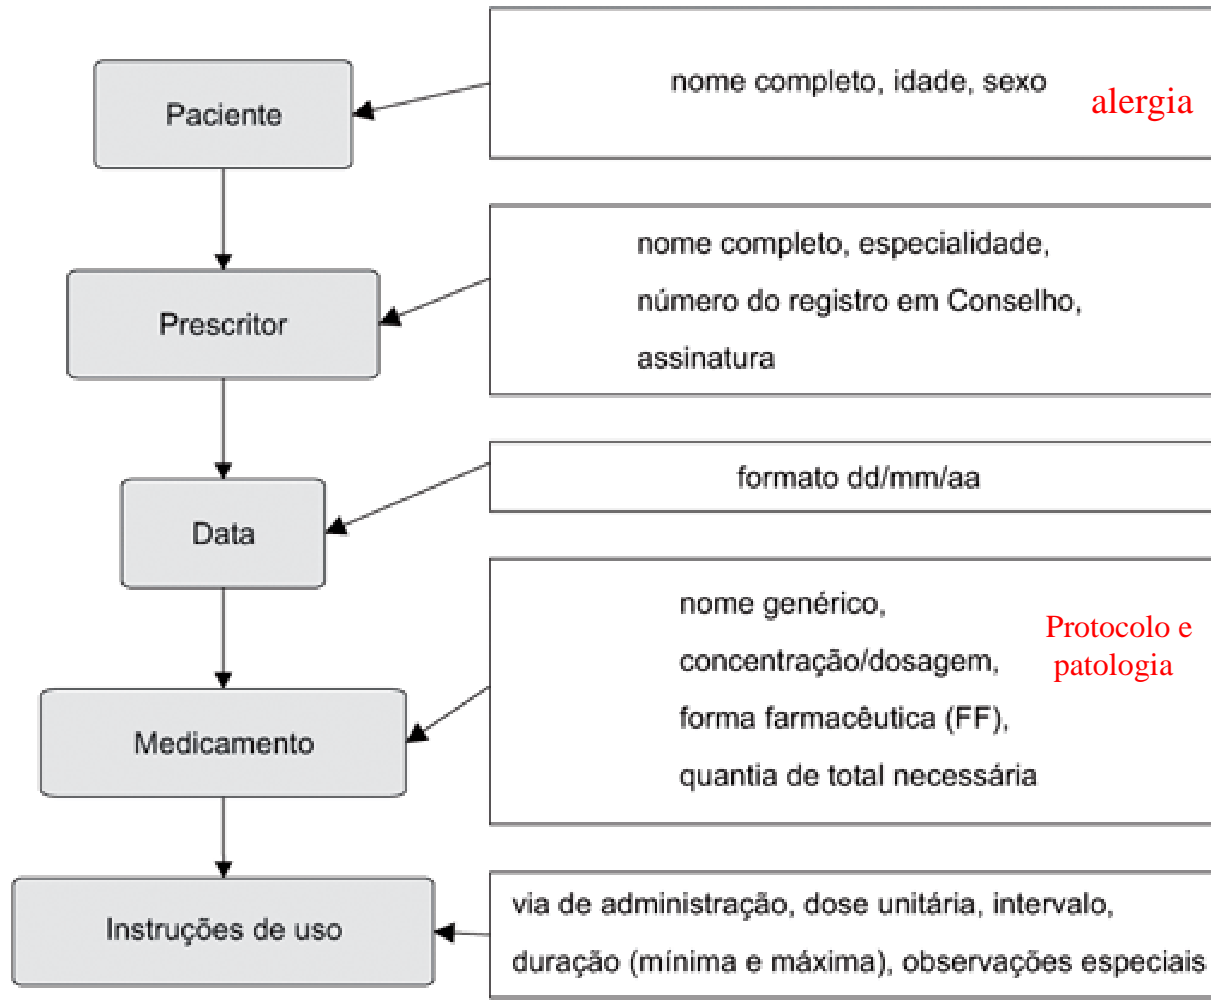 Paciente
nome completo, idade, sexo
alergia
Prescritor
nome completo, especialidade,
número do registro em Conselho,
assinatura
Data
formato dd/mm/aa
Medicamento
nome genérico,
concentração/dosagem,
forma farmacêutica (FF),
quantia de total necessária
Protocolo e
patologia
Instruções de uso
via de administração, dose unitária, intervalo,
duração (mínima e máxima), observações especiais